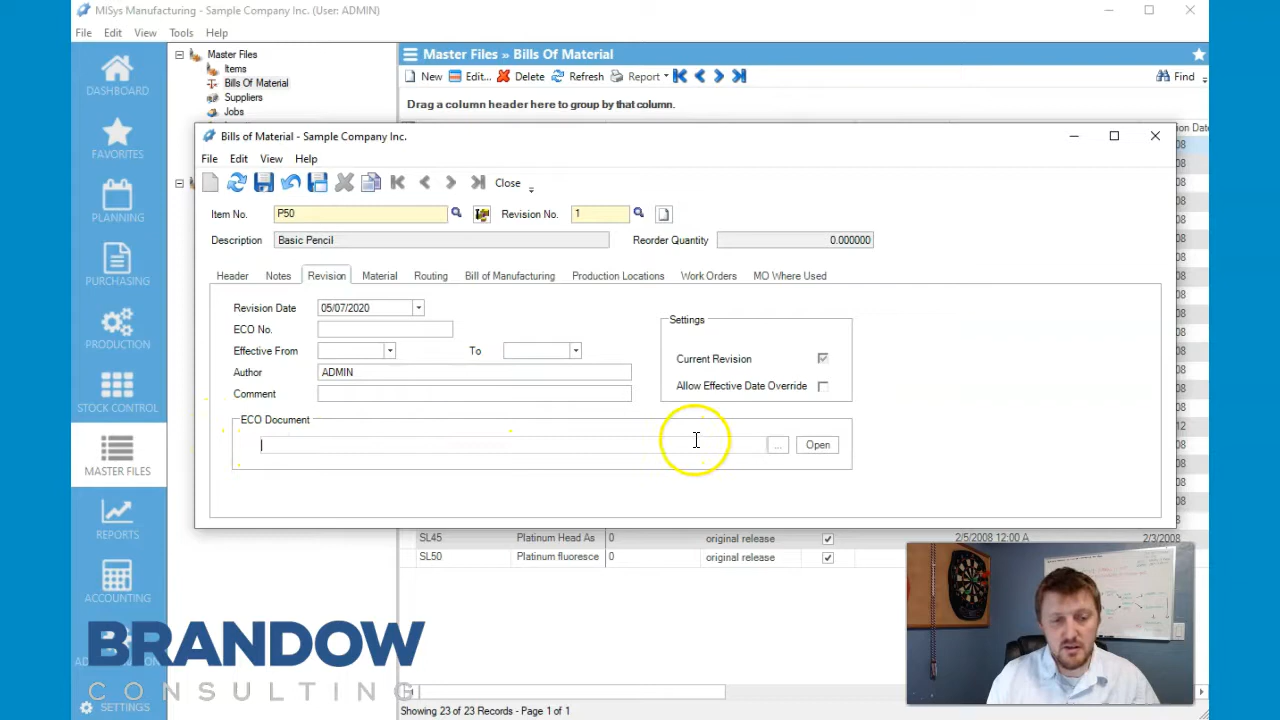 MISys Manufacturing - Sample Company Inc. (User: ADMIN)
File Edit View Tools Help
DASHBOARD
FAVORITES
PLANNING
PURCHASING
PRODUCTION
STOCK CONTROL
MASTER FILES
REPORTS
ACCOUNTING
SETTINGS
Master Files
Items
Bills Of Material
Suppliers
Jobs
Master Files » Bills Of Material
New Edit... Delete Refresh Report Find
Drag a column header here to group by that column.
Bills of Material - Sample Company Inc.
File Edit View Help
Close
Item No. P50 Revision No. 1
Description Basic Pencil Reorder Quantity 0.000000
Header Notes Revision Material Routing Bill of Manufacturing Production Locations Work Orders MO Where Used
Revision Date 05/07/2020
ECO No.
Effective From To
Author ADMIN
Comment
Settings
Current Revision
Allow Effective Date Override
ECO Document
... Open
SL45 Platinum Head As 0 original release 2/5/2008 12:00 A 2/3/2008
SL50 Platinum fluoresce 0 original release
Showing 23 of 23 Records - Page 1 of 1
BRANDOW
CONSULTING